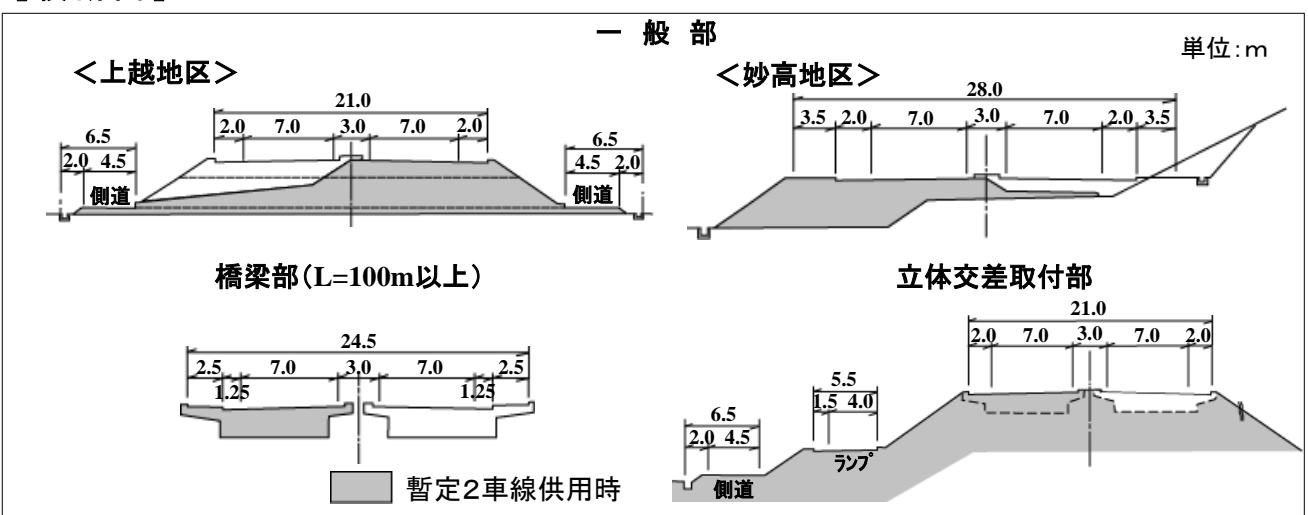 一 般 部
単位:m
<上越地区>
21.0
2.0 7.0 3.0 7.0 2.0
6.5
2.0 4.5
側道
6.5
4.5 2.0
側道
<妙高地区>
28.0
3.5 2.0 7.0 3.0 7.0 2.0 3.5
橋梁部(L=100m以上)
24.5
2.5 7.0 3.0 7.0 2.5
1.25 1.25
暫定2車線供用時
立体交差取付部
21.0
2.0 7.0 3.0 7.0 2.0
5.5
1.5 4.0
ランプ
6.5
2.0 4.5
側道